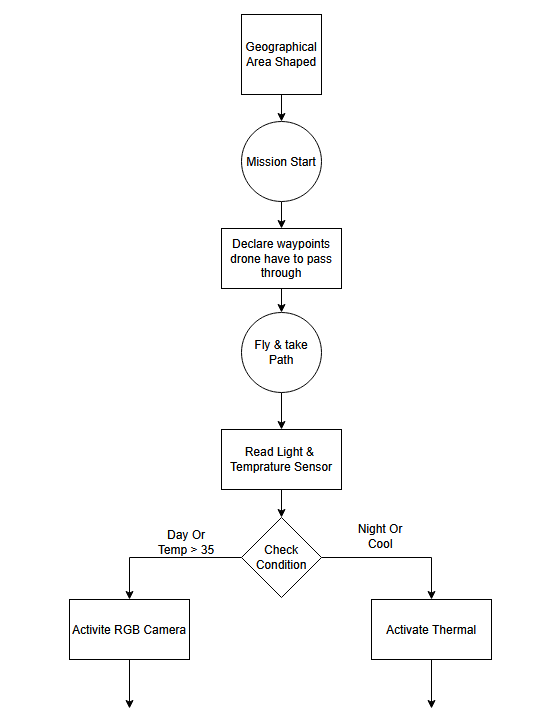 Geographical
Area Shaped
Mission Start
Declare waypoints
drone have to pass
through
Fly & take
Path
Read Light &
Temprature Sensor
Day Or
Temp > 35
Check
Condition
Night Or
Cool
Activite RGB Camera
Activate Thermal